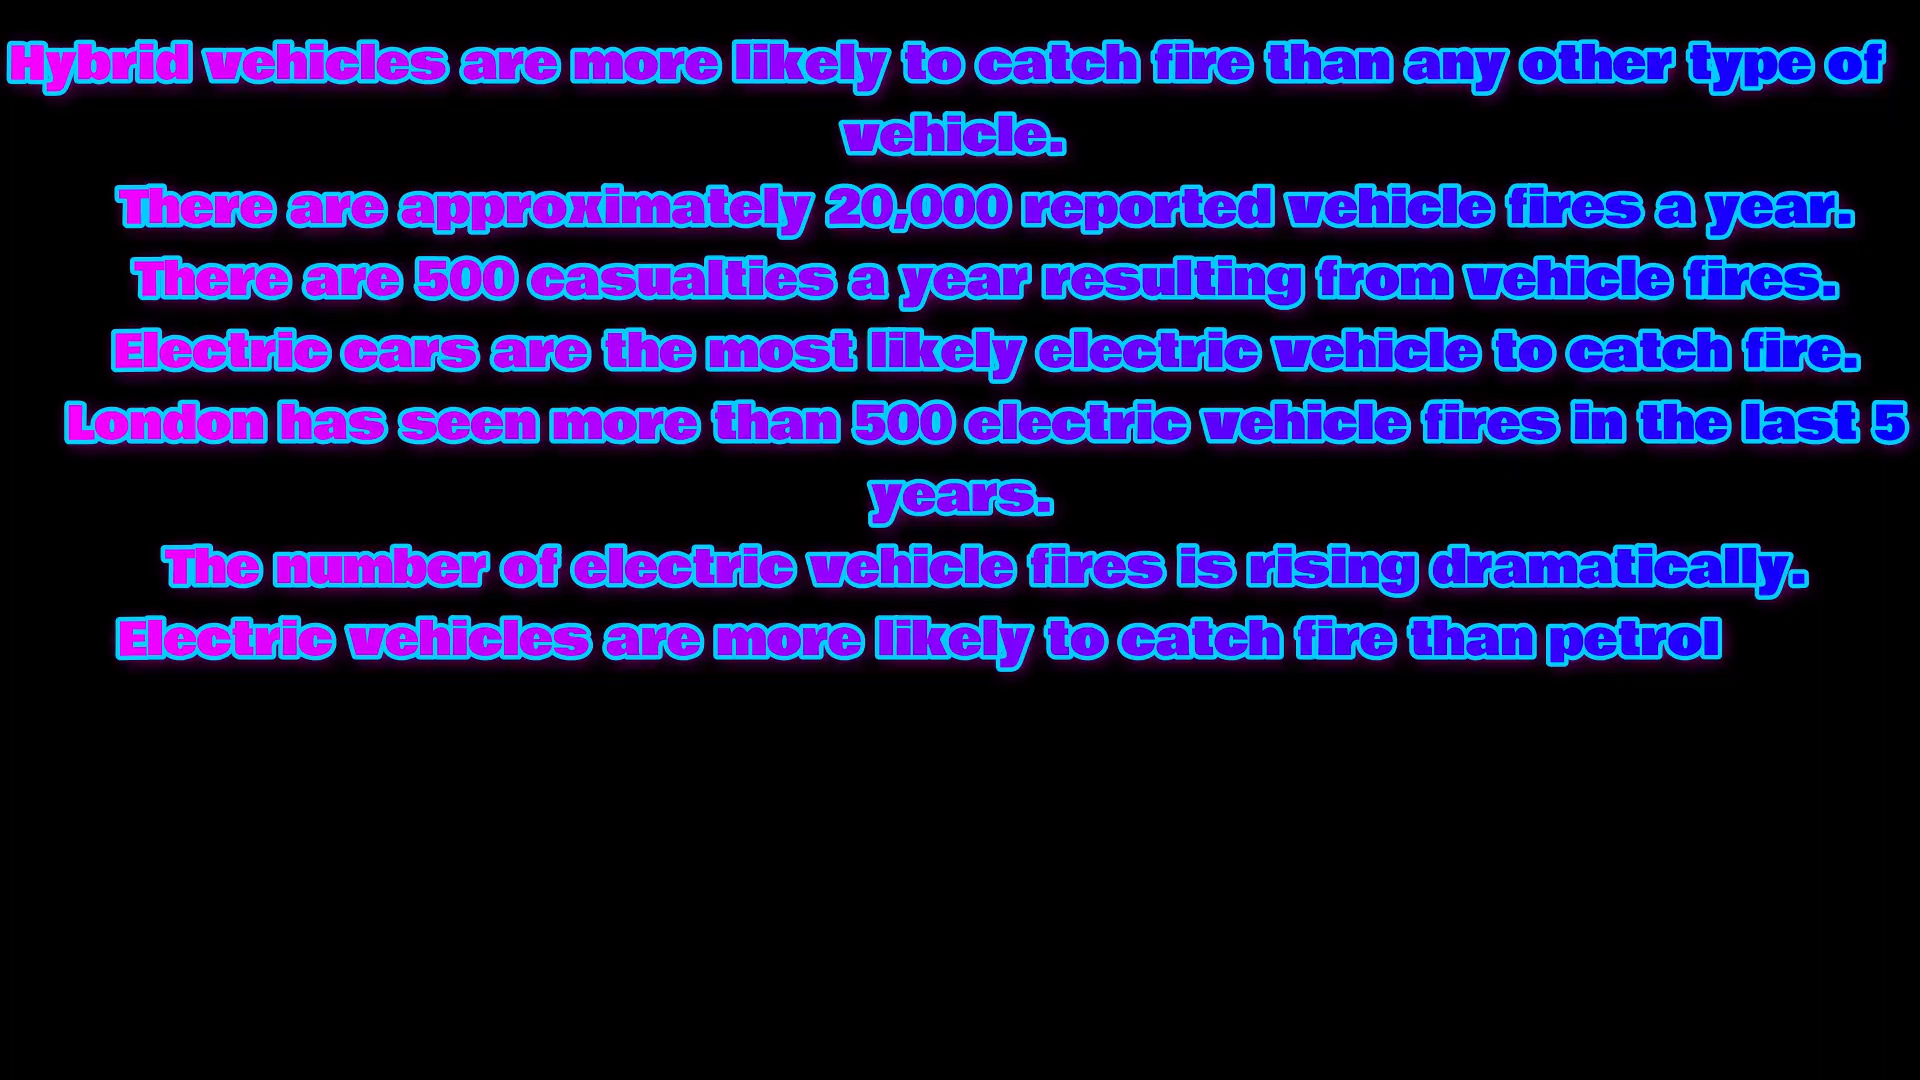 Hybrid vehicles are more likely to catch fire than any other type of
vehicle.
There are approximately 20,000 reported vehicle fires a year.
There are 500 casualties a year resulting from vehicle fires.
Electric cars are the most likely electric vehicle to catch fire.
London has seen more than 500 electric vehicle fires in the last 5
years.
The number of electric vehicle fires is rising dramatically.
Electric vehicles are more likely to catch fire than petrol